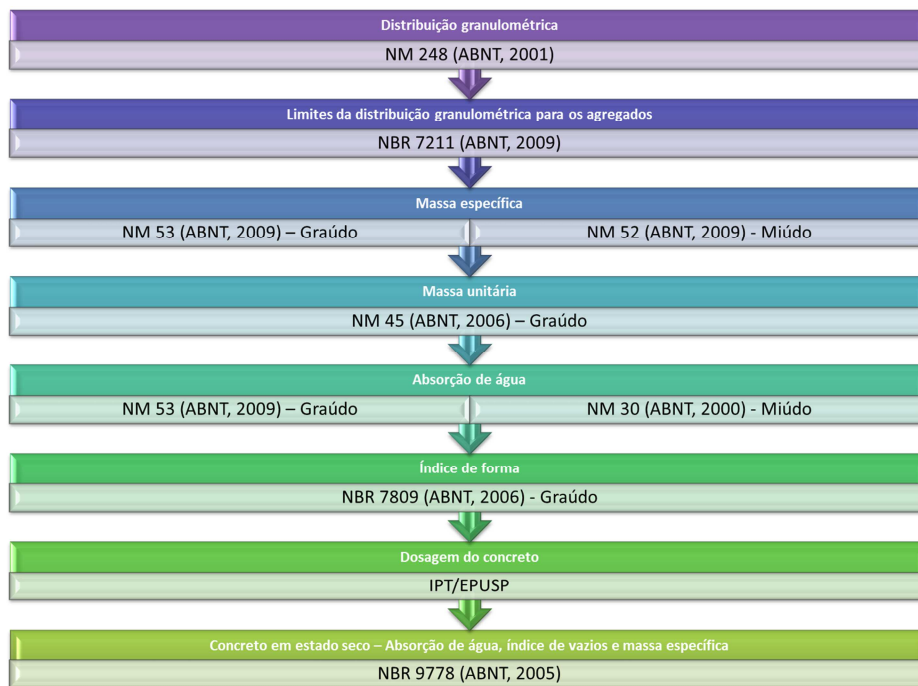 Distribuição granulométrica
NM 248 (ABNT, 2001)
Limites da distribuição granulométrica para os agregados
NBR 7211 (ABNT, 2009)
Massa específica
NM 53 (ABNT, 2009) – Graúdo
NM 52 (ABNT, 2009) - Miúdo
Massa unitária
NM 45 (ABNT, 2006) – Graúdo
Absorção de água
NM 53 (ABNT, 2009) – Graúdo
NM 30 (ABNT, 2000) - Miúdo
Índice de forma
NBR 7809 (ABNT, 2006) - Graúdo
Dosagem do concreto
IPT/EPUSP
Concreto em estado seco – Absorção de água, índice de vazios e massa específica
NBR 9778 (ABNT, 2005)